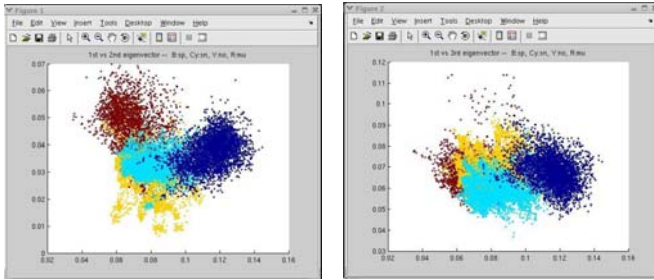 Figure 1
File Edit View Insert Tools Desktop Window Help
1st vs 2nd eigenvector -- B:sp, Cy:sn, Y:no, R:mu
0.07
0.06
0.05
0.04
0.03
0.02
0.01
0
0.02 0.04 0.06 0.08 0.1 0.12 0.14 0.16
Figure 2
File Edit View Insert Tools Desktop Window Help
1st vs 3rd eigenvector -- B:sp, Cy:sn, Y:no, R:mu
0.12
0.11
0.1
0.09
0.08
0.07
0.06
0.05
0.04
0.03
0.02 0.04 0.06 0.08 0.1 0.12 0.14 0.16